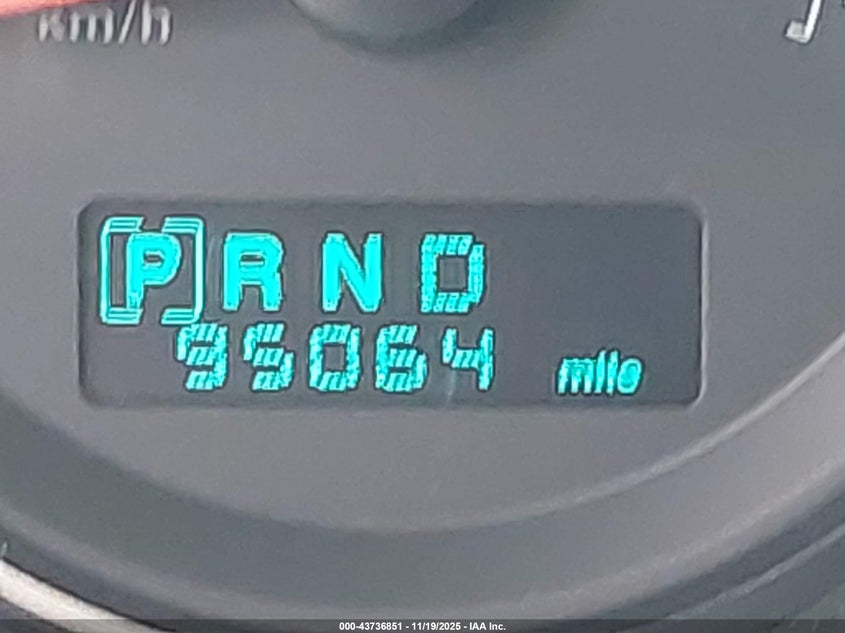 km/h
[P] R N D
95064 mile
000-43736851 - 11/19/2025 - IAA Inc.